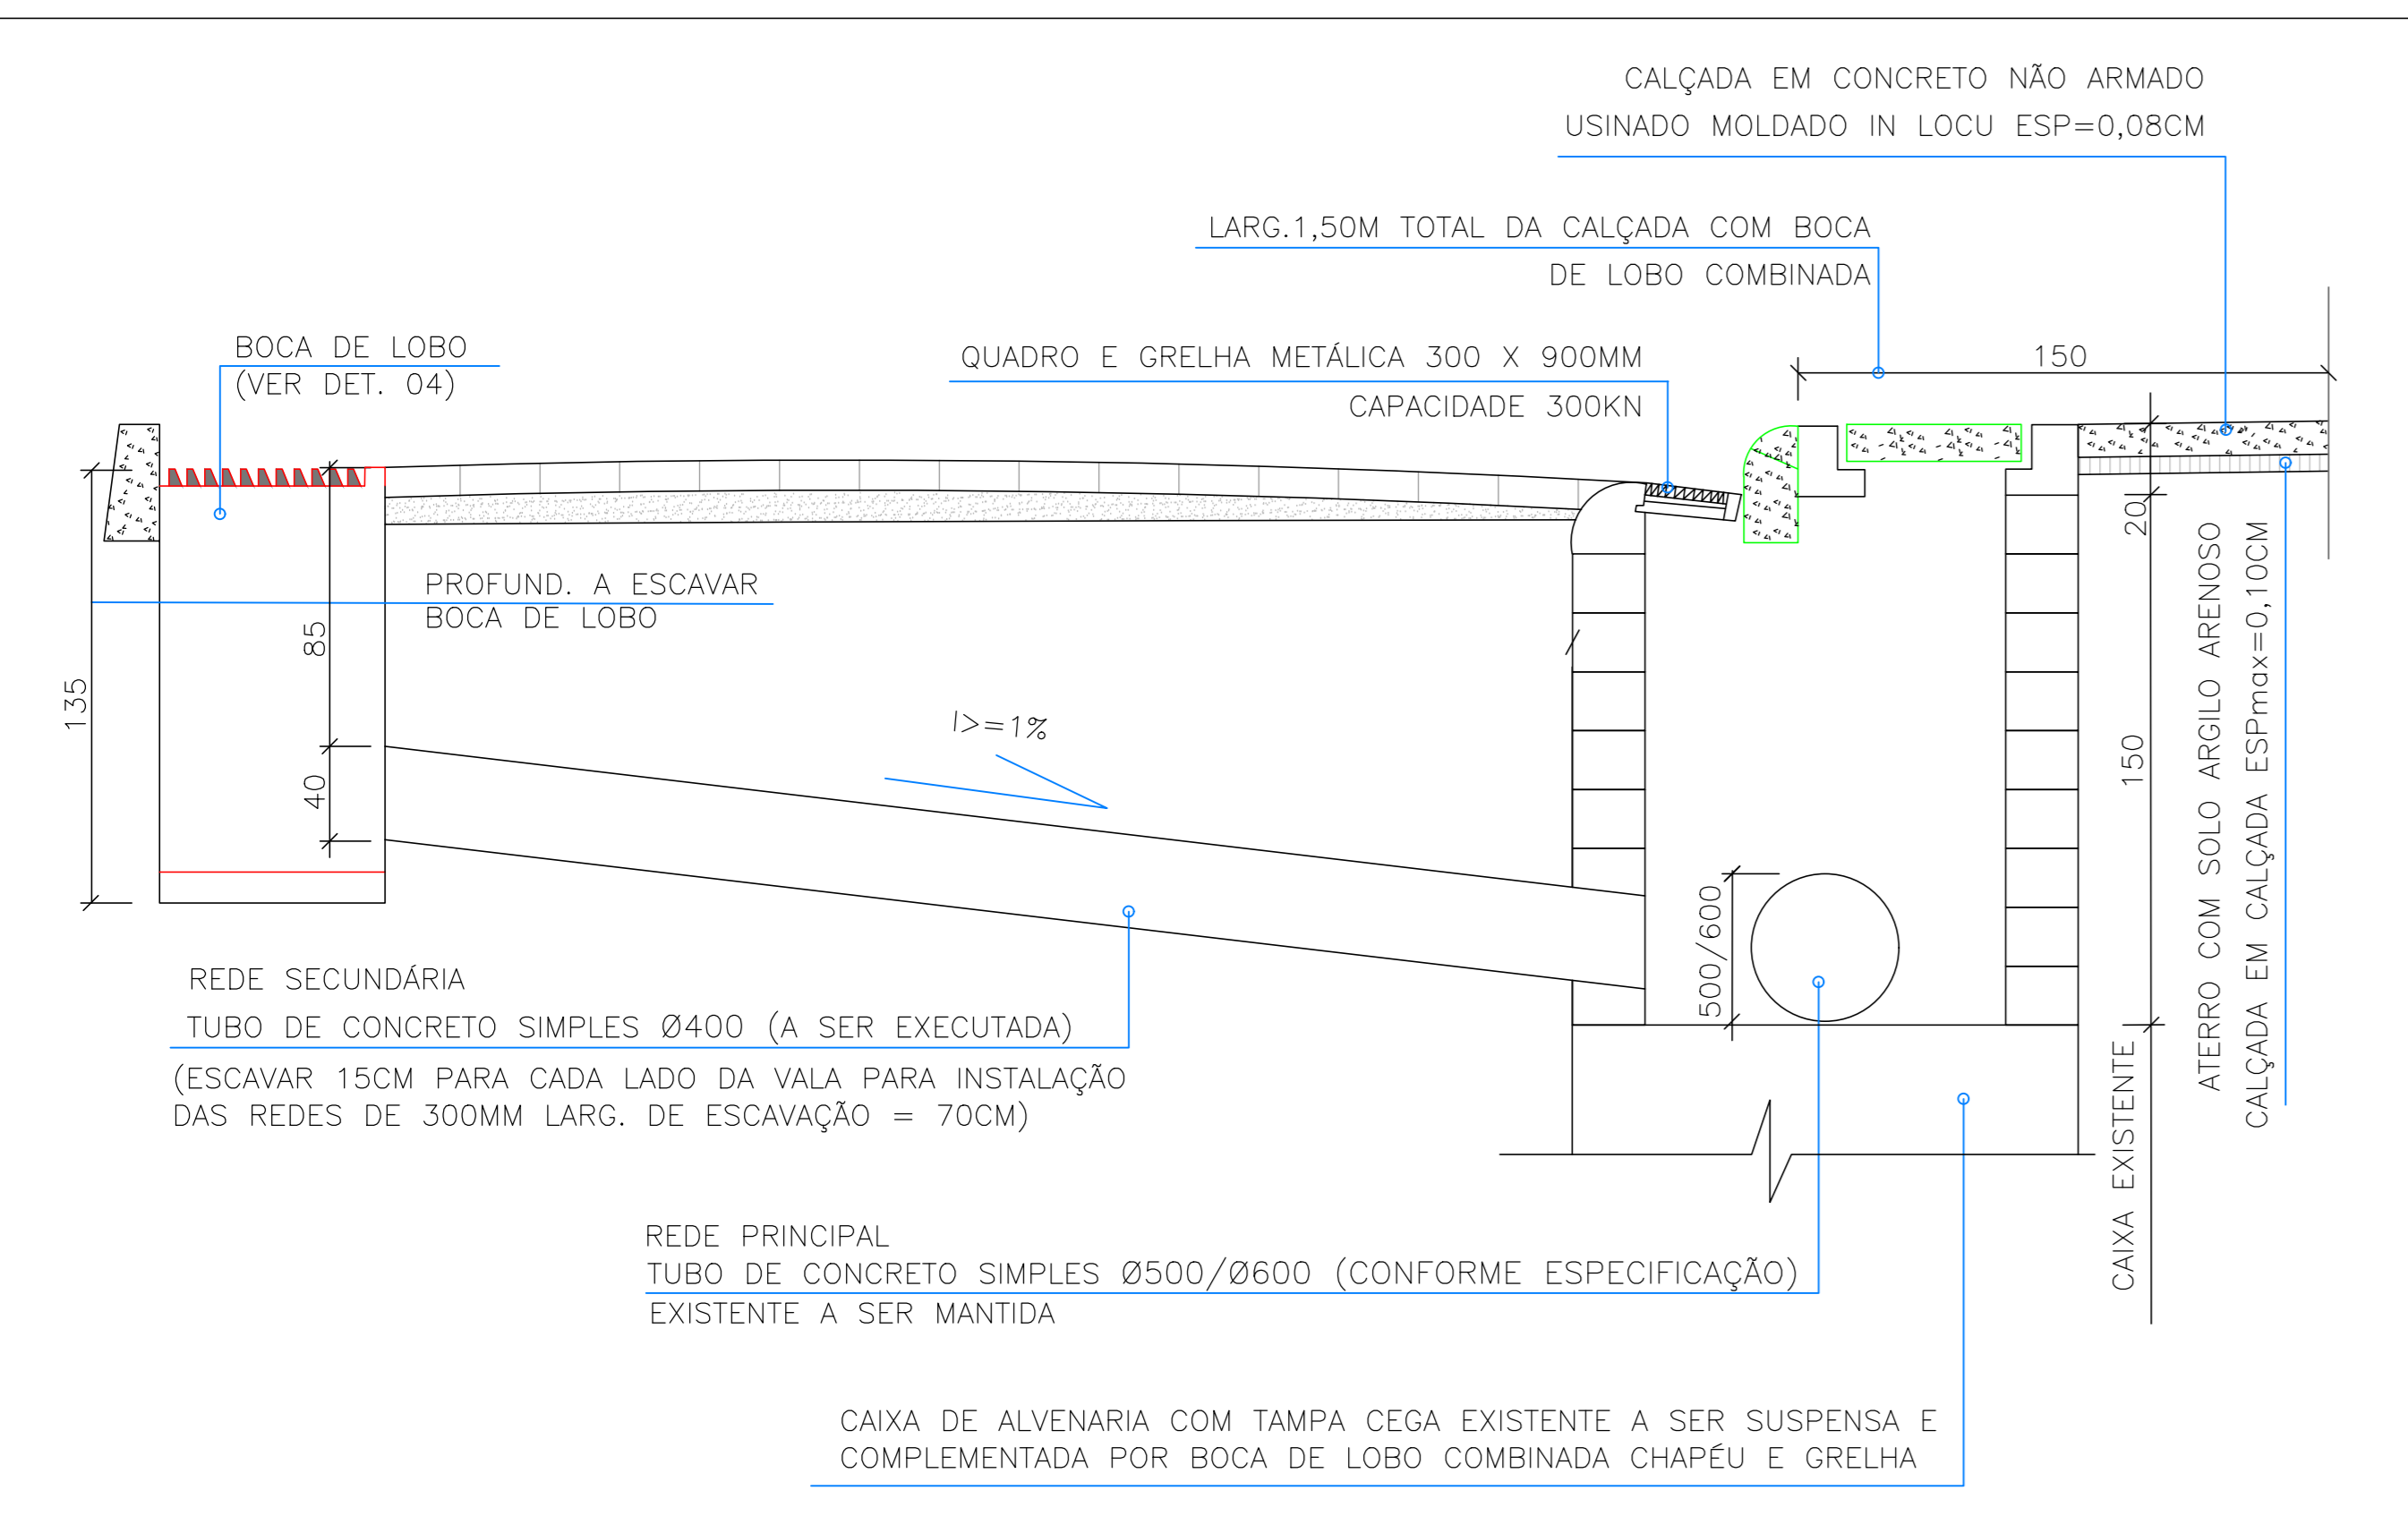 CALÇADA EM CONCRETO NÃO ARMADO
USINADO MOLDADO IN LOCU ESP=0,08CM
LARG.1,50M TOTAL DA CALÇADA COM BOCA
DE LOBO COMBINADA
BOCA DE LOBO
(VER DET. 04)
QUADRO E GRELHA METÁLICA 300 X 900MM
CAPACIDADE 300KN
150
20
PROFUND. A ESCAVAR
BOCA DE LOBO
85
135
40
I>=1%
150
500/600
ATERRO COM SOLO ARGILO ARENOSO
CALÇADA EM CALÇADA ESPmax=0,10CM
CAIXA EXISTENTE
REDE SECUNDÁRIA
TUBO DE CONCRETO SIMPLES Ø400 (A SER EXECUTADA)
(ESCAVAR 15CM PARA CADA LADO DA VALA PARA INSTALAÇÃO
DAS REDES DE 300MM LARG. DE ESCAVAÇÃO = 70CM)
REDE PRINCIPAL
TUBO DE CONCRETO SIMPLES Ø500/Ø600 (CONFORME ESPECIFICAÇÃO)
EXISTENTE A SER MANTIDA
CAIXA DE ALVENARIA COM TAMPA CEGA EXISTENTE A SER SUSPENSA E
COMPLEMENTADA POR BOCA DE LOBO COMBINADA CHAPÉU E GRELHA